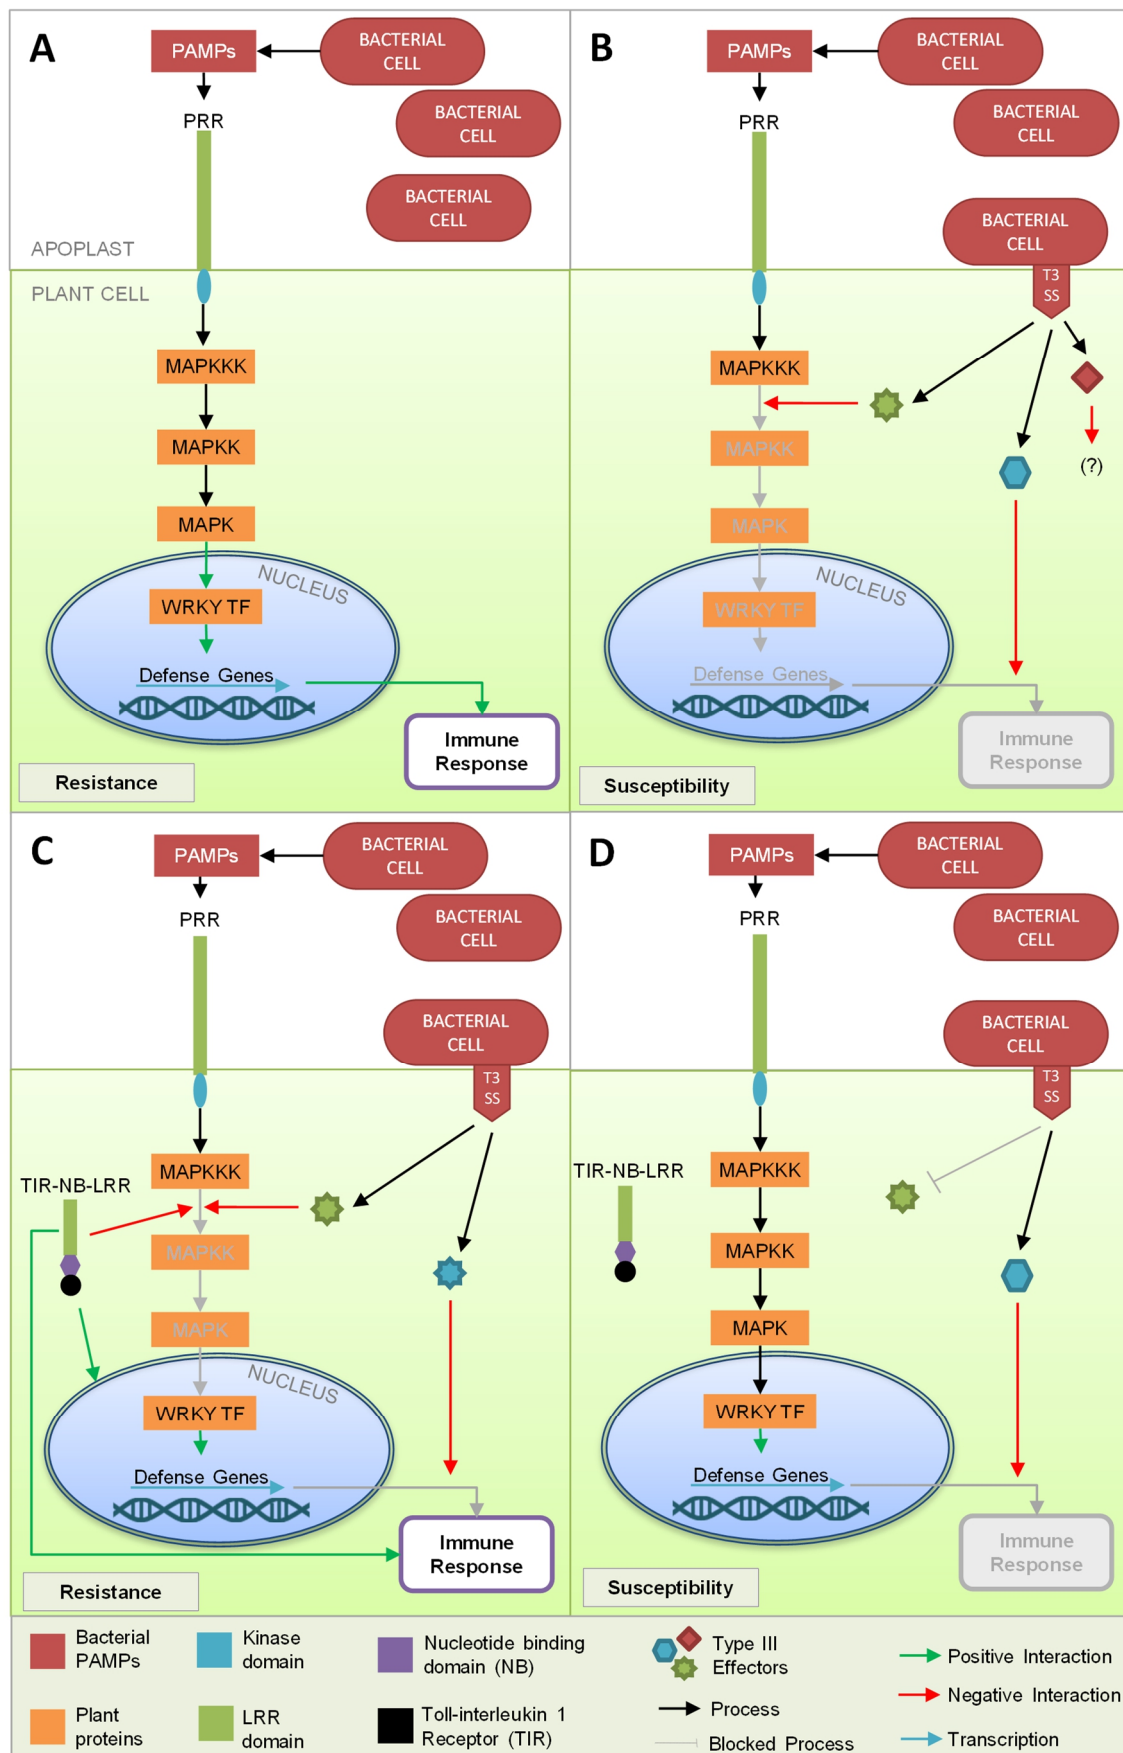 A
PAMPs
BACTERIAL
CELL
BACTERIAL
CELL
BACTERIAL
CELL
PRR
APOPLAST
PLANT CELL
MAPKKK
MAPKK
MAPK
NUCLEUS
WRKY TF
Defense Genes
Immune
Response
Resistance
B
PAMPs
BACTERIAL
CELL
BACTERIAL
CELL
BACTERIAL
CELL
PRR
T3
SS
MAPKKK
MAPKK
MAPK
(?)
NUCLEUS
WRKY TF
Defense Genes
Immune
Response
Susceptibility
C
PAMPs
BACTERIAL
CELL
BACTERIAL
CELL
BACTERIAL
CELL
PRR
T3
SS
MAPKKK
TIR-NB-LRR
MAPKK
MAPK
NUCLEUS
WRKY TF
Defense Genes
Immune
Response
Resistance
D
PAMPs
BACTERIAL
CELL
BACTERIAL
CELL
BACTERIAL
CELL
PRR
T3
SS
MAPKKK
TIR-NB-LRR
MAPKK
MAPK
WRKY TF
Defense Genes
Immune
Response
Susceptibility
Bacterial
PAMPs
Kinase
domain
Nucleotide binding
domain (NB)
Type III
Effectors
Positive Interaction
Negative Interaction
Process
Plant
proteins
LRR
domain
Toll-interleukin 1
Receptor (TIR)
Blocked Process
Transcription